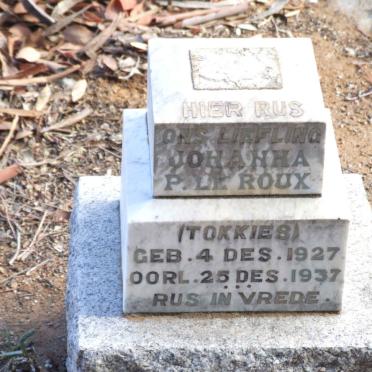 HIER RUS
ONS LIEFLING
JOHANNA
P. LE ROUX
(TOKKIES)
GEB. 4 DES. 1927
OORL. 25 DES. 1937
RUS IN VREDE.